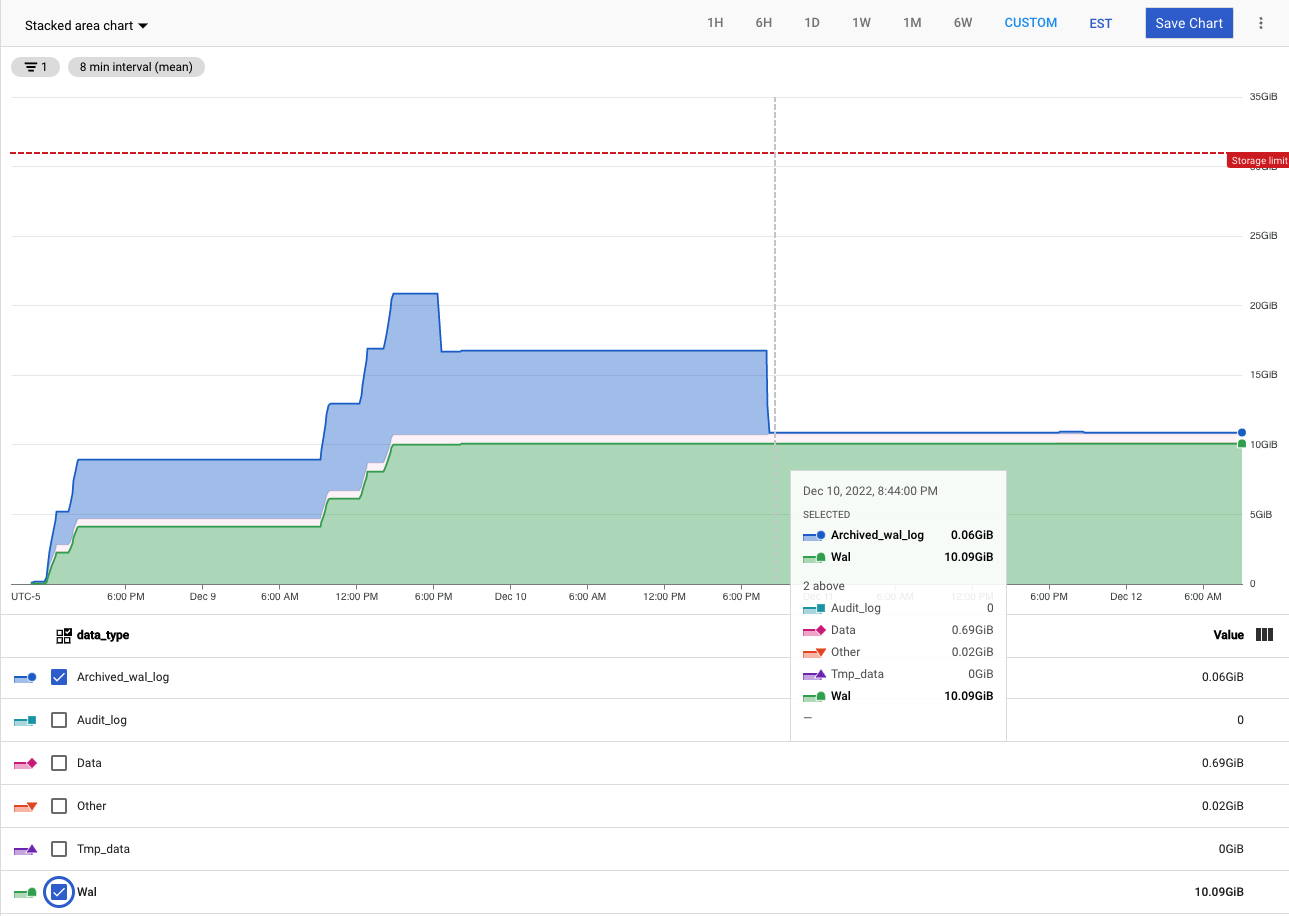 Stacked area chart
1H 6H 1D 1W 1M 6W CUSTOM EST Save Chart
1 8 min interval (mean)
35GiB
Storage limit
30GiB
25GiB
20GiB
15GiB
10GiB
5GiB
0
UTC-5 6:00 PM Dec 9 6:00 AM 12:00 PM 6:00 PM Dec 10 6:00 AM 12:00 PM 6:00 PM Dec 11 6:00 AM 12:00 PM 6:00 PM Dec 12 6:00 AM
Dec 10, 2022, 8:44:00 PM
SELECTED
Archived_wal_log 0.06GiB
Wal 10.09GiB
2 above
Audit_log 0
Data 0.69GiB
Other 0.02GiB
Tmp_data 0GiB
Wal 10.09GiB
—
data_type Value
Archived_wal_log 0.06GiB
Audit_log 0
Data 0.69GiB
Other 0.02GiB
Tmp_data 0GiB
Wal 10.09GiB